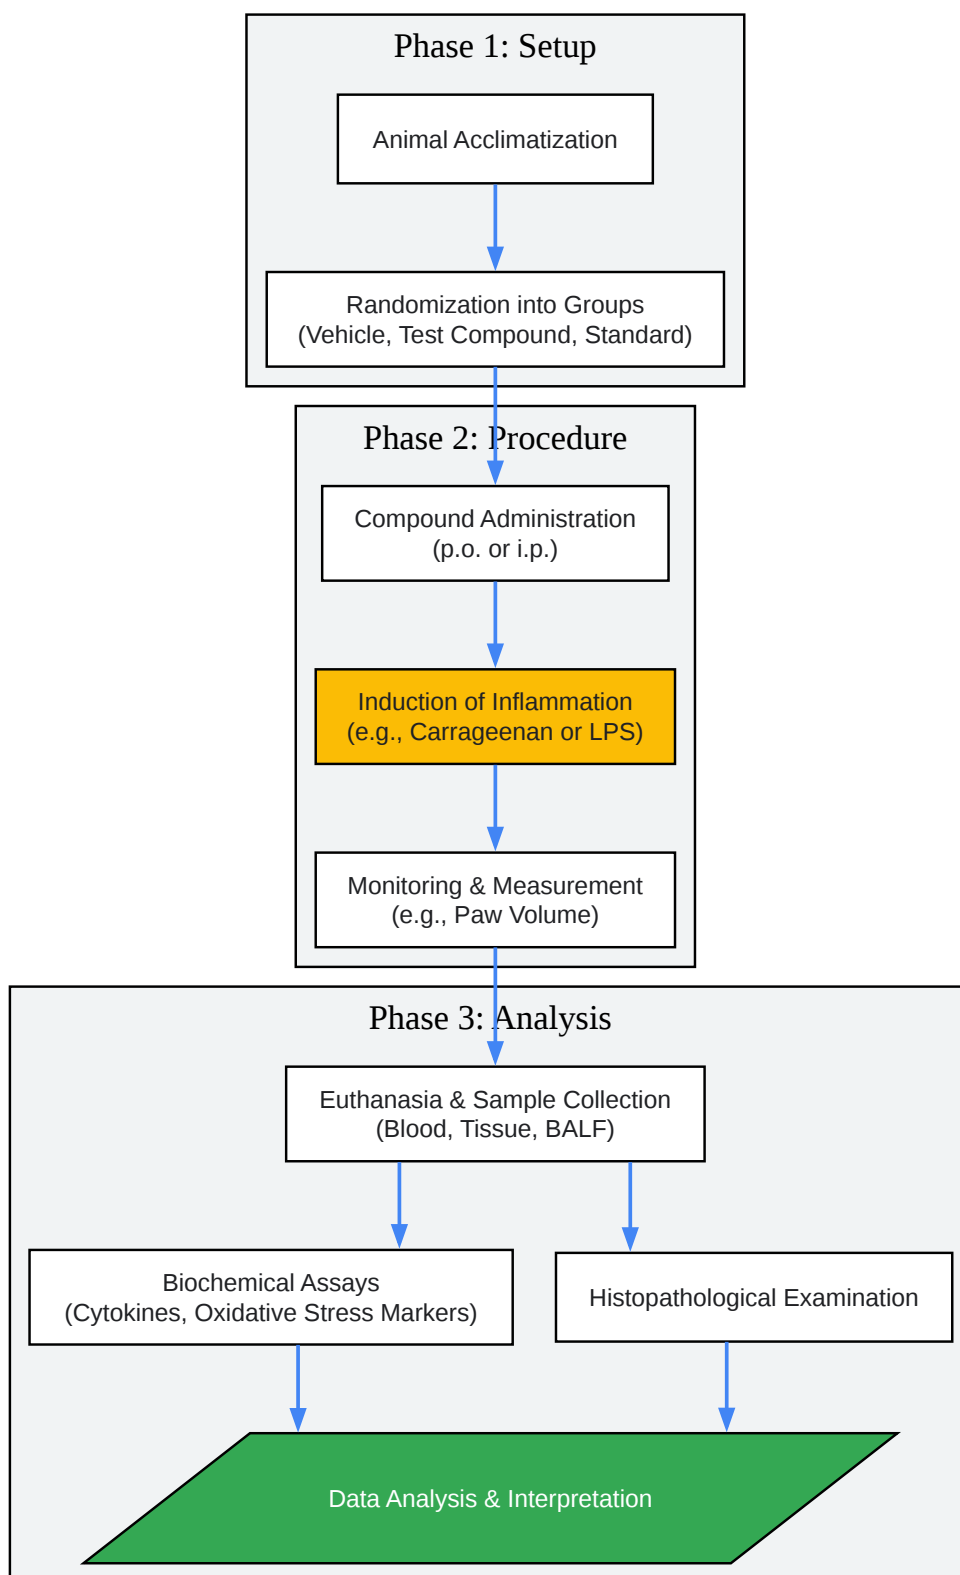 Phase 1: Setup
Animal Acclimatization
Randomization into Groups
(Vehicle, Test Compound, Standard)
Phase 2: Procedure
Compound Administration
(p.o. or i.p.)
Induction of Inflammation
(e.g., Carrageenan or LPS)
Monitoring & Measurement
(e.g., Paw Volume)
Phase 3: Analysis
Euthanasia & Sample Collection
(Blood, Tissue, BALF)
Biochemical Assays
(Cytokines, Oxidative Stress Markers)
Histopathological Examination
Data Analysis & Interpretation